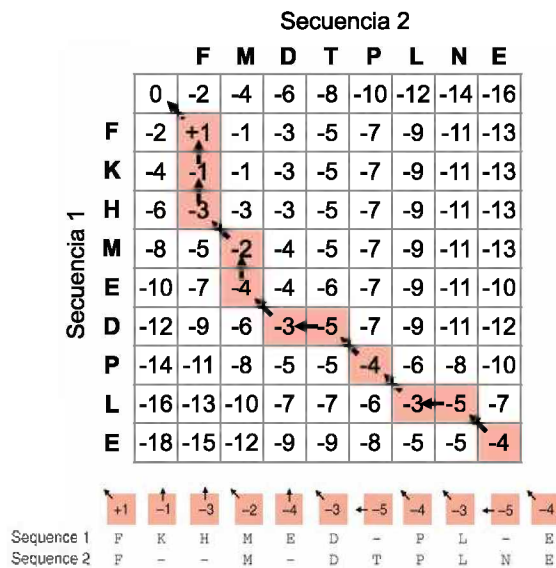 Secuencia 2
F M D T P L N E
0 -2 -4 -6 -8 -10 -12 -14 -16
F -2 +1 -1 -3 -5 -7 -9 -11 -13
K -4 -1 -1 -3 -5 -7 -9 -11 -13
H -6 -3 -3 -3 -5 -7 -9 -11 -13
M -8 -5 -2 -4 -5 -7 -9 -11 -13
E -10 -7 -4 -4 -6 -7 -9 -11 -10
D -12 -9 -6 -3 -5 -7 -9 -11 -12
P -14 -11 -8 -5 -5 -4 -6 -8 -10
L -16 -13 -10 -7 -7 -6 -3 -5 -7
E -18 -15 -12 -9 -9 -8 -5 -5 -4
Secuencia 1
+1 -1 -3 -2 -4 -3 -5 -4 -3 -5 -4
Sequence 1 F K H M E D - P L - E
Sequence 2 F - - M - D T P L N E